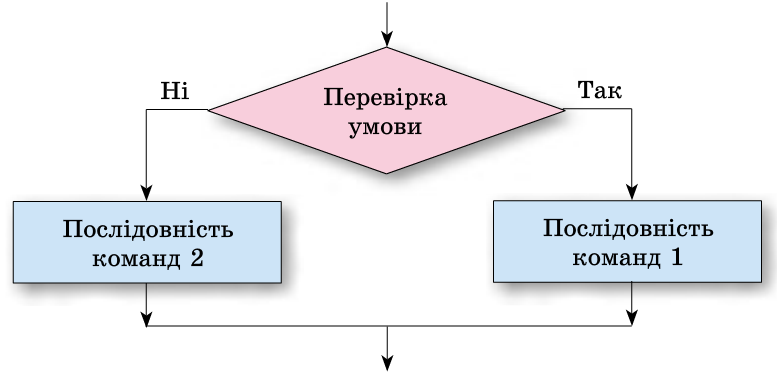 Ні
Так
Перевірка
умови
Послідовність
команд 2
Послідовність
команд 1